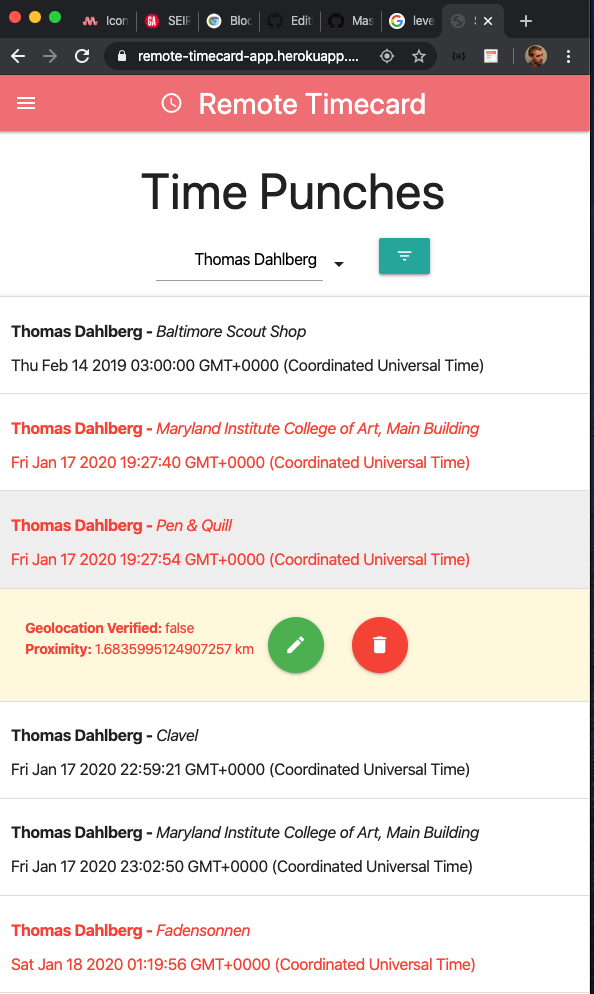 Icon
SEIR
Bloc
Edit
Mas
leve
remote-timecard-app.herokuapp....
Remote Timecard
Time Punches
Thomas Dahlberg
Thomas Dahlberg - Baltimore Scout Shop
Thu Feb 14 2019 03:00:00 GMT+0000 (Coordinated Universal Time)
Thomas Dahlberg - Maryland Institute College of Art, Main Building
Fri Jan 17 2020 19:27:40 GMT+0000 (Coordinated Universal Time)
Thomas Dahlberg - Pen & Quill
Fri Jan 17 2020 19:27:54 GMT+0000 (Coordinated Universal Time)
Geolocation Verified: false
Proximity: 1.6835995124907257 km
Thomas Dahlberg - Clavel
Fri Jan 17 2020 22:59:21 GMT+0000 (Coordinated Universal Time)
Thomas Dahlberg - Maryland Institute College of Art, Main Building
Fri Jan 17 2020 23:02:50 GMT+0000 (Coordinated Universal Time)
Thomas Dahlberg - Fadensonnen
Sat Jan 18 2020 01:19:56 GMT+0000 (Coordinated Universal Time)